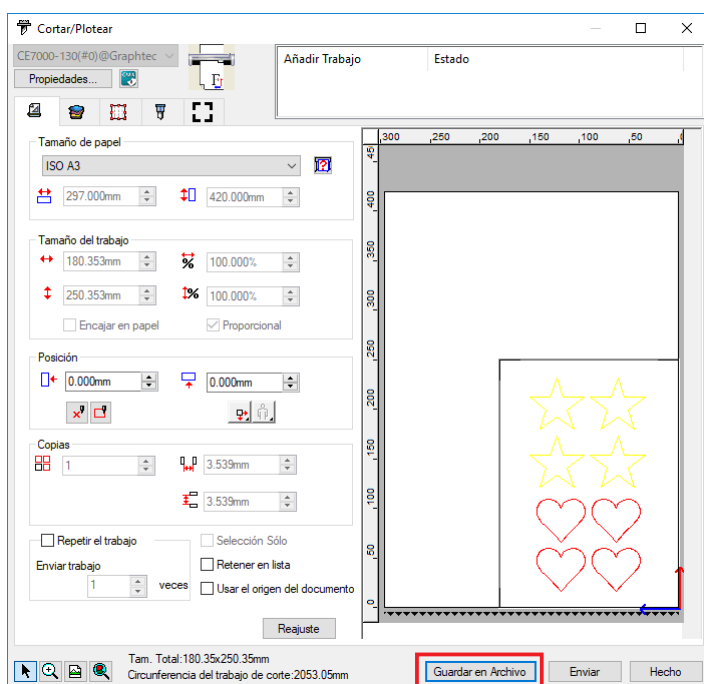 Cortar/Plotear
CE7000-130(#0)@Graphtec
Propiedades...
Añadir Trabajo Estado
Tamaño de papel
ISO A3
297.000mm 420.000mm
Tamaño del trabajo
180.353mm % 100.000%
250.353mm % 100.000%
Encajar en papel Proporcional
Posición
0.000mm 0.000mm
Copias
1 3.539mm
3.539mm
Repetir el trabajo Selección Sólo
Enviar trabajo Retener en lista
1 veces Usar el origen del documento
Reajuste
300 250 200 150 100 50 0
450
400
350
300
250
200
150
100
50
0
Tam. Total:180.35x250.35mm
Circunferencia del trabajo de corte:2053.05mm
Guardar en Archivo Enviar Hecho